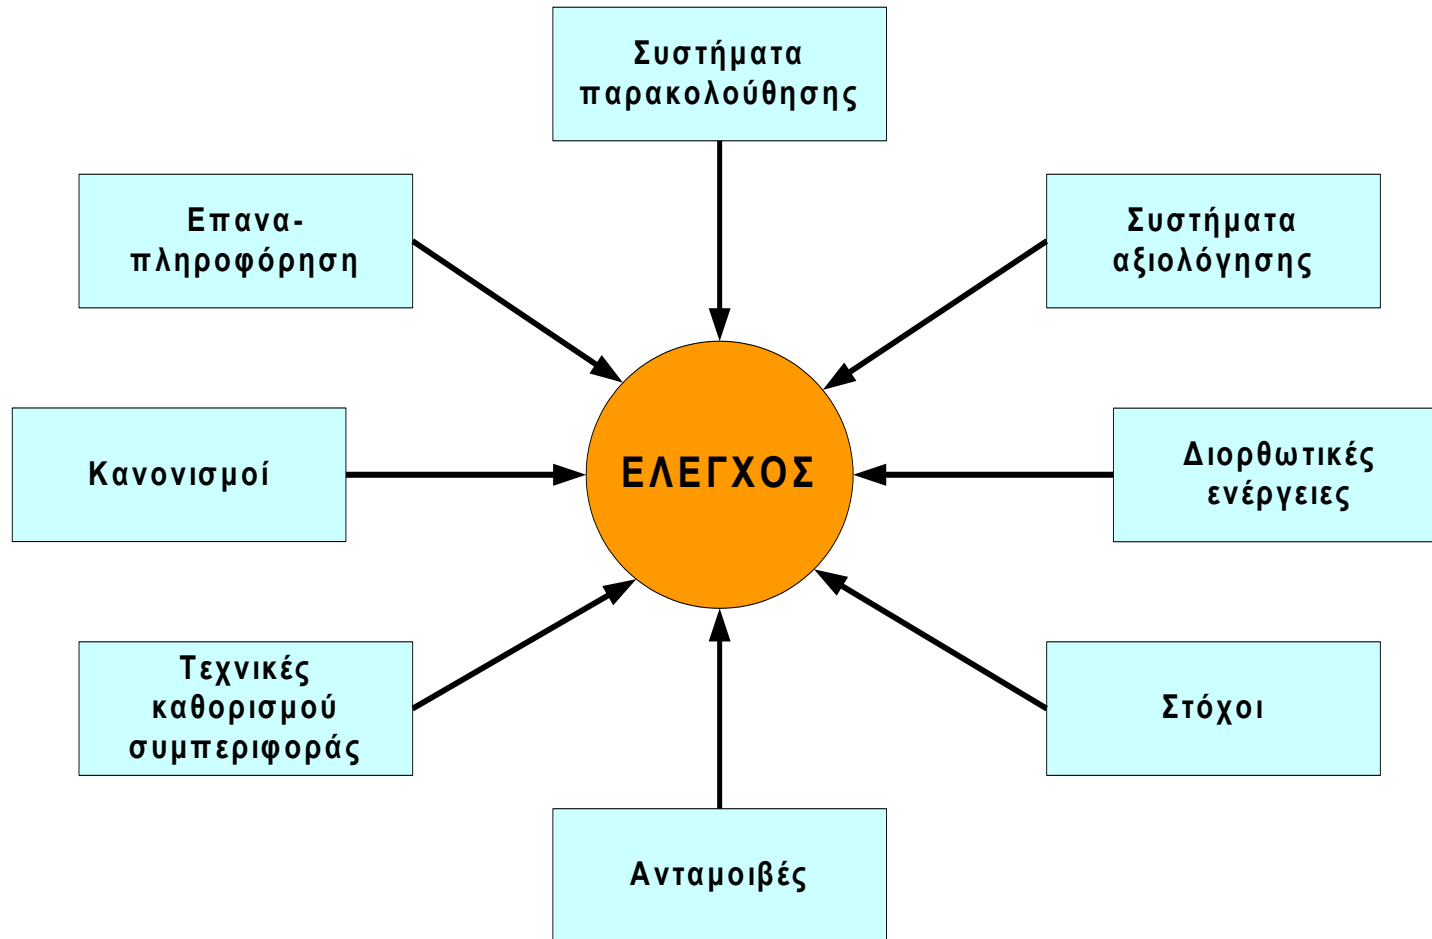 Συστήματα
παρακολούθησης
Επανα-
πληροφόρηση
Συστήματα
αξιολόγησης
Κανονισμοί
ΕΛΕΓΧΟΣ
Διορθωτικές
ενέργειες
Τεχνικές
καθορισμού
συμπεριφοράς
Στόχοι
Ανταμοιβές